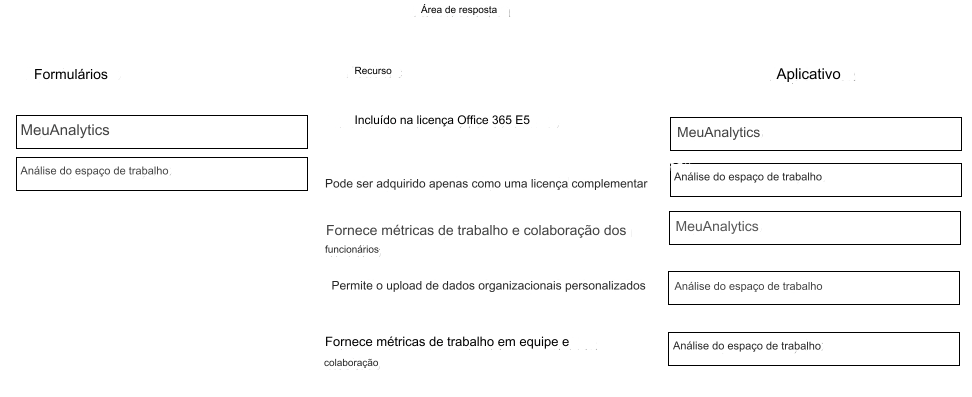 Área de resposta
Formulários
Recurso
Aplicativo
MeuAnalytics
Incluído na licença Office 365 E5
MeuAnalytics
Análise do espaço de trabalho
Pode ser adquirido apenas como uma licença complementar
Análise do espaço de trabalho
Fornece métricas de trabalho e colaboração dos
funcionários
MeuAnalytics
Permite o upload de dados organizacionais personalizados
Análise do espaço de trabalho
Fornece métricas de trabalho em equipe e
colaboração
Análise do espaço de trabalho